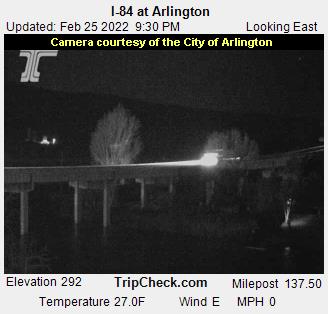 I-84 at Arlington
Updated: Feb 25 2022 9:30 PM Looking East
Camera courtesy of the City of Arlington
Elevation 292 TripCheck.com Milepost 137.50
Temperature 27.0F Wind E MPH 0